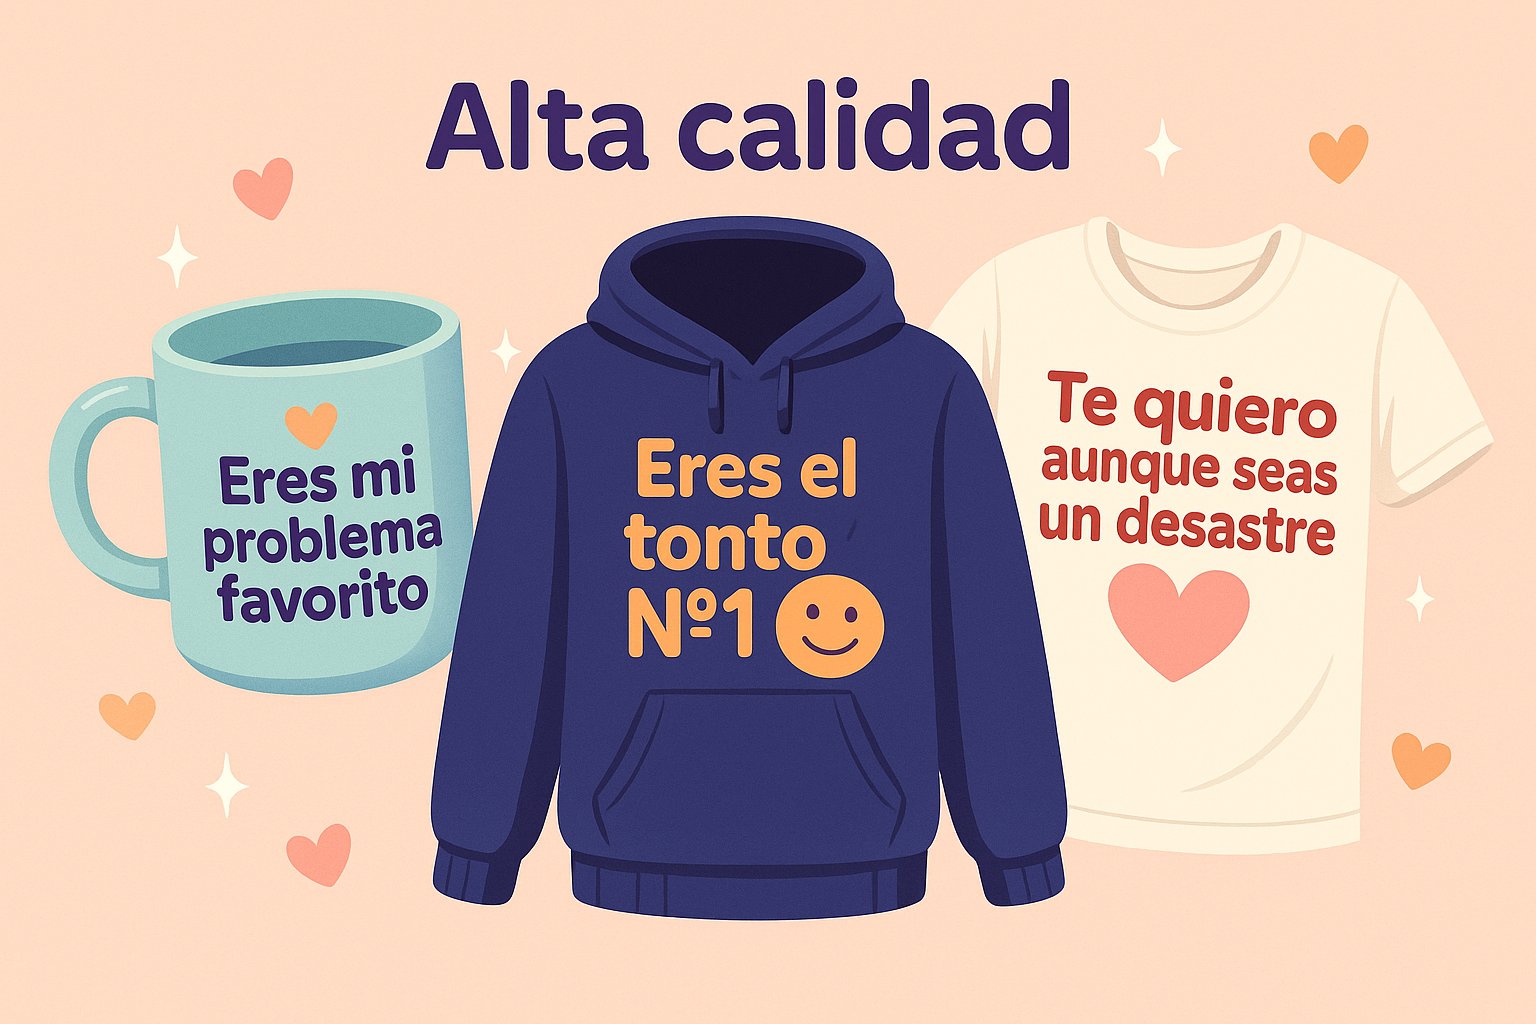 Alta calidad
Eres mi
problema
favorito
Eres el
tonto
Nº1
Te quiero
aunque seas
un desastre